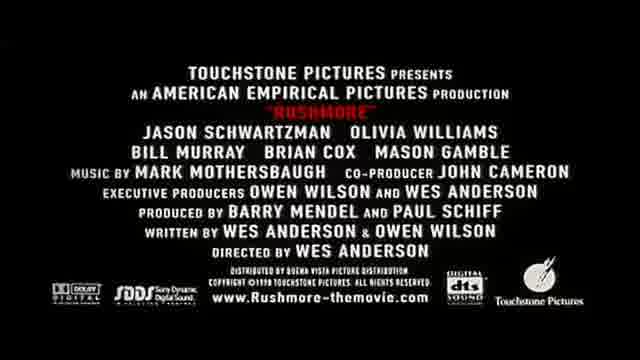 TOUCHSTONE PICTURES PRESENTS
AN AMERICAN EMPIRICAL PICTURES PRODUCTION
"RUSHMORE"
JASON SCHWARTZMAN OLIVIA WILLIAMS
BILL MURRAY BRIAN COX MASON GAMBLE
MUSIC BY MARK MOTHERSBAUGH CO-PRODUCER JOHN CAMERON
EXECUTIVE PRODUCERS OWEN WILSON AND WES ANDERSON
PRODUCED BY BARRY MENDEL AND PAUL SCHIFF
WRITTEN BY WES ANDERSON & OWEN WILSON
DIRECTED BY WES ANDERSON
DISTRIBUTED BY BUENA VISTA PICTURE DISTRIBUTION
COPYRIGHT ©1998 TOUCHSTONE PICTURES. ALL RIGHTS RESERVED
www.Rushmore-themovie.com
DOLBY DIGITAL
SDDS Sony Dynamic Digital Sound
DIGITAL dts SOUND
Touchstone Pictures